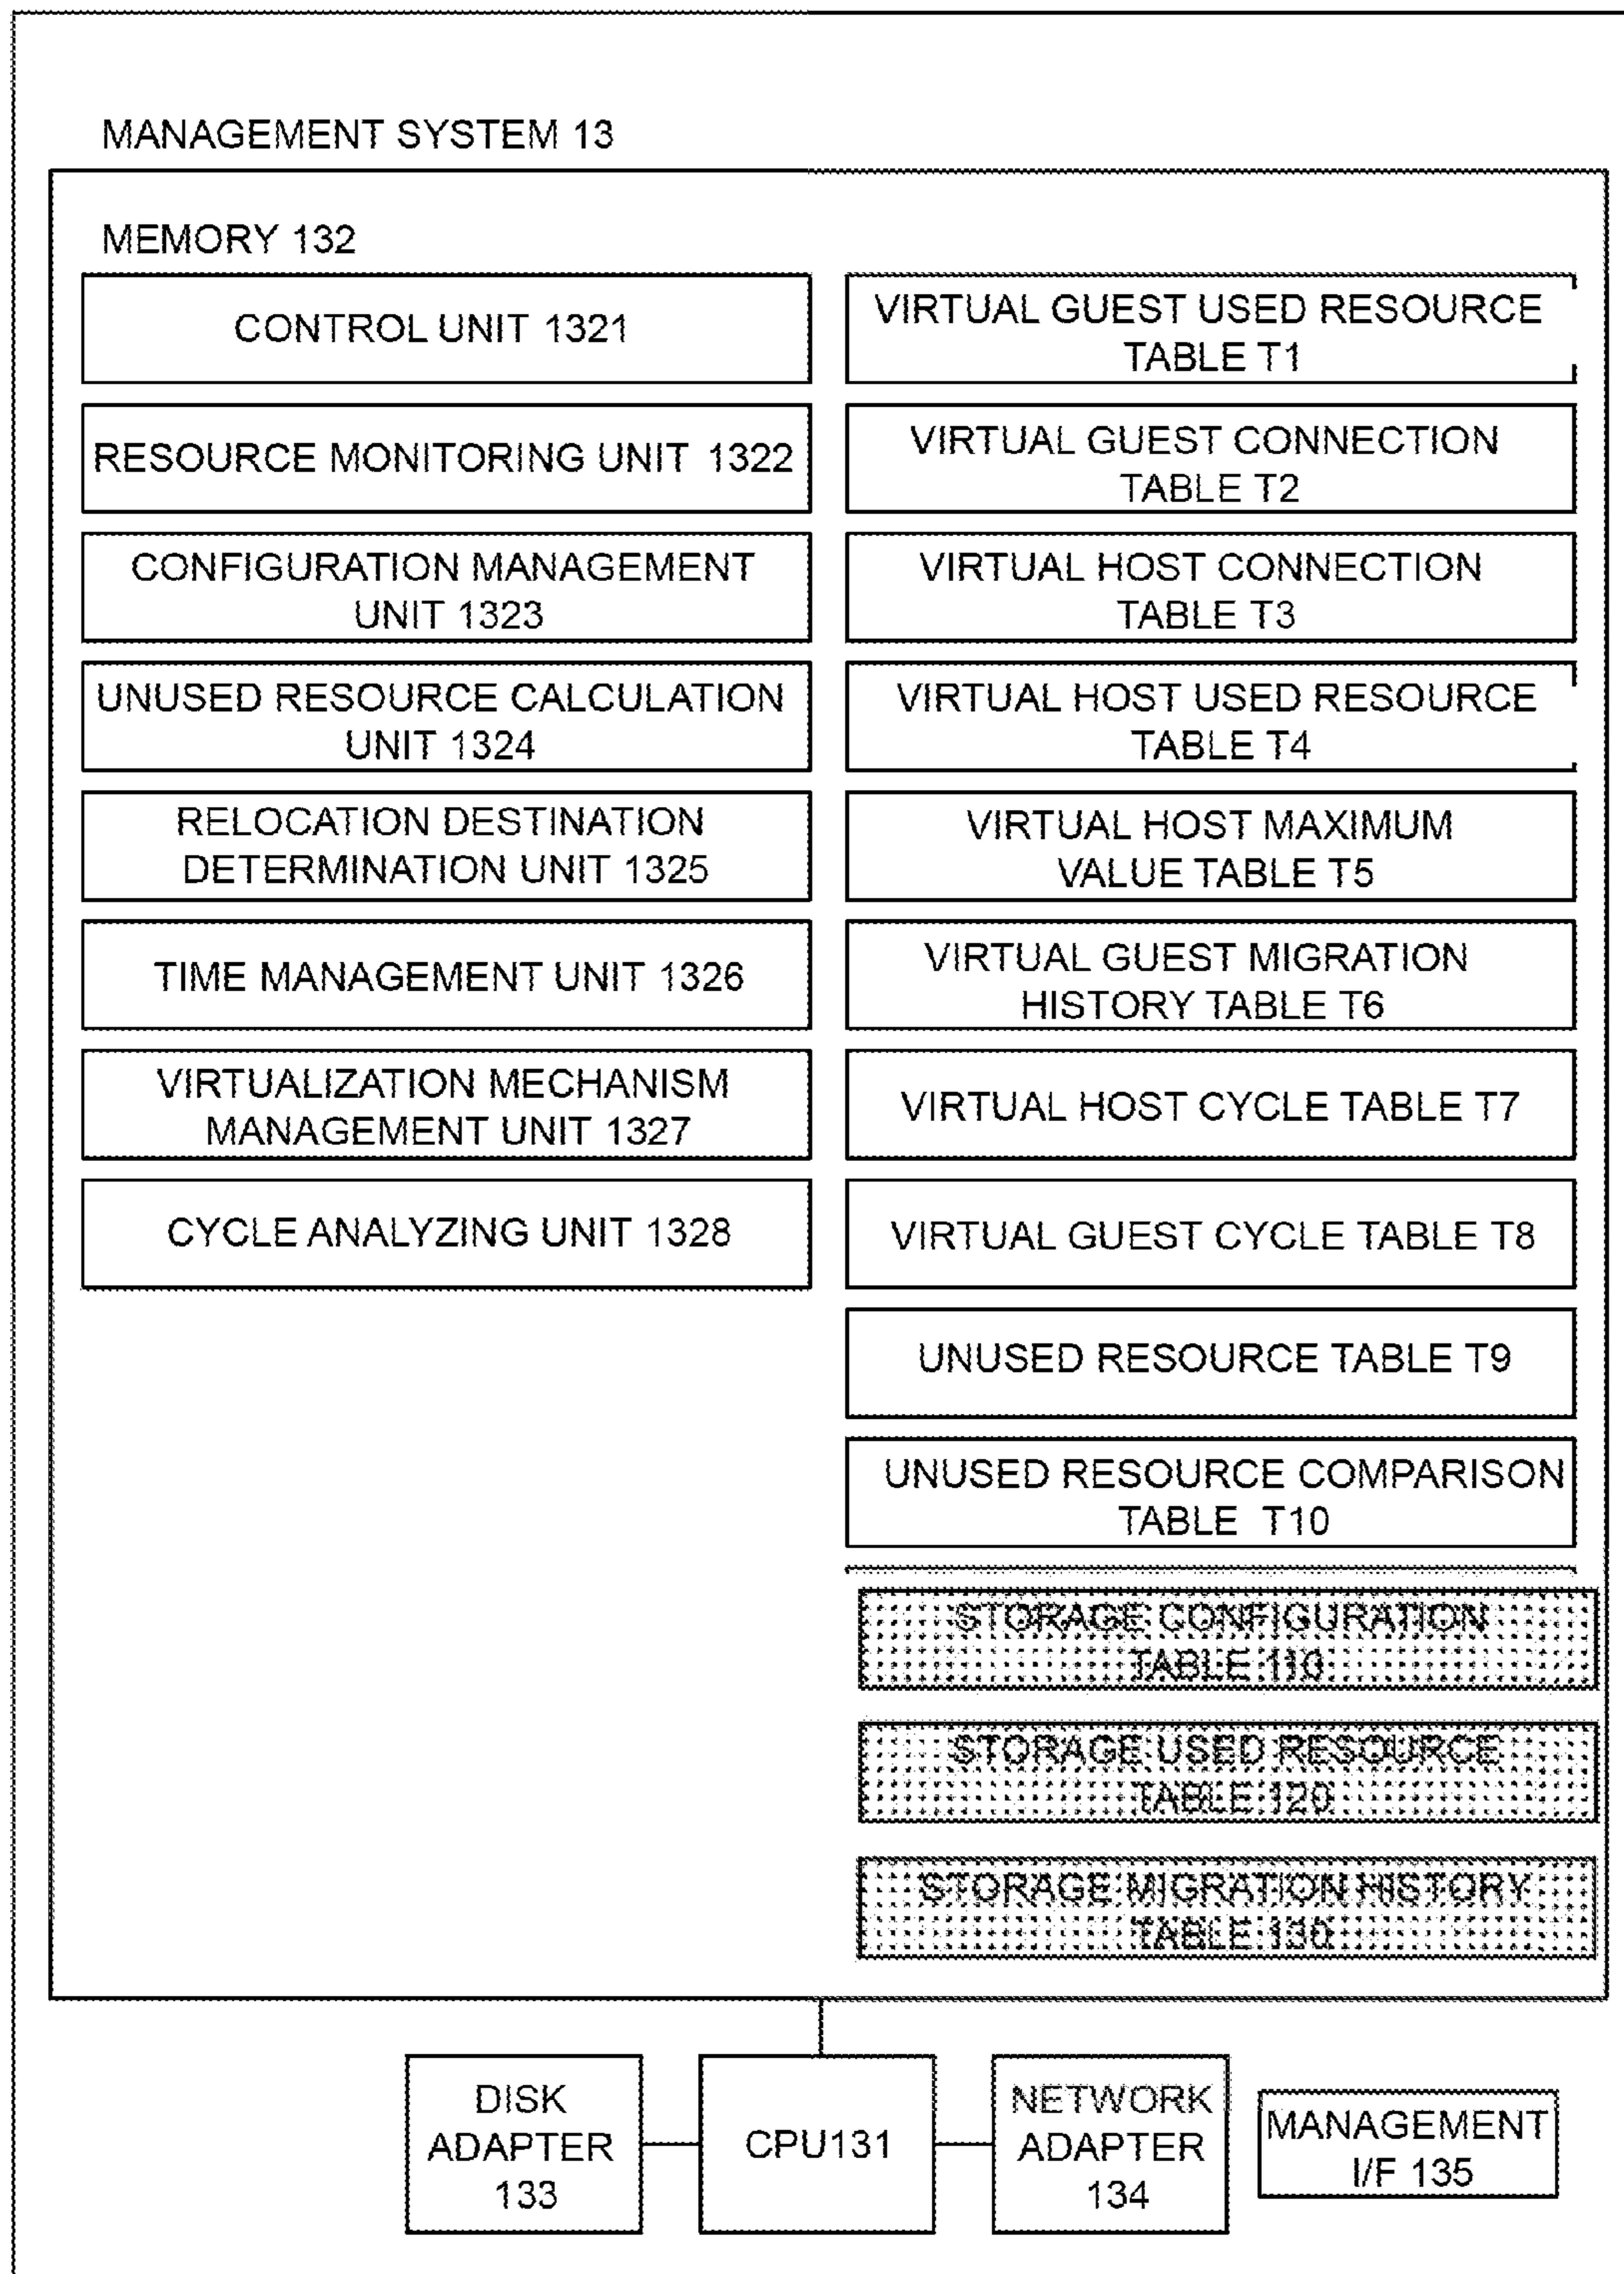 MANAGEMENT SYSTEM 13
MEMORY 132
CONTROL UNIT 1321
RESOURCE MONITORING UNIT 1322
CONFIGURATION MANAGEMENT
UNIT 1323
UNUSED RESOURCE CALCULATION
UNIT 1324
RELOCATION DESTINATION
DETERMINATION UNIT 1325
TIME MANAGEMENT UNIT 1326
VIRTUALIZATION MECHANISM
MANAGEMENT UNIT 1327
CYCLE ANALYZING UNIT 1328
VIRTUAL GUEST USED RESOURCE
TABLE T1
VIRTUAL GUEST CONNECTION
TABLE T2
VIRTUAL HOST CONNECTION
TABLE T3
VIRTUAL HOST USED RESOURCE
TABLE T4
VIRTUAL HOST MAXIMUM
VALUE TABLE T5
VIRTUAL GUEST MIGRATION
HISTORY TABLE T6
VIRTUAL HOST CYCLE TABLE T7
VIRTUAL GUEST CYCLE TABLE T8
UNUSED RESOURCE TABLE T9
UNUSED RESOURCE COMPARISON
TABLE T10
STORAGE CONFIGURATION
TABLE 110
STORAGE USED RESOURCE
TABLE 120
STORAGE MIGRATION HISTORY
TABLE 130
DISK
ADAPTER
133
CPU131
NETWORK
ADAPTER
134
MANAGEMENT
I/F 135